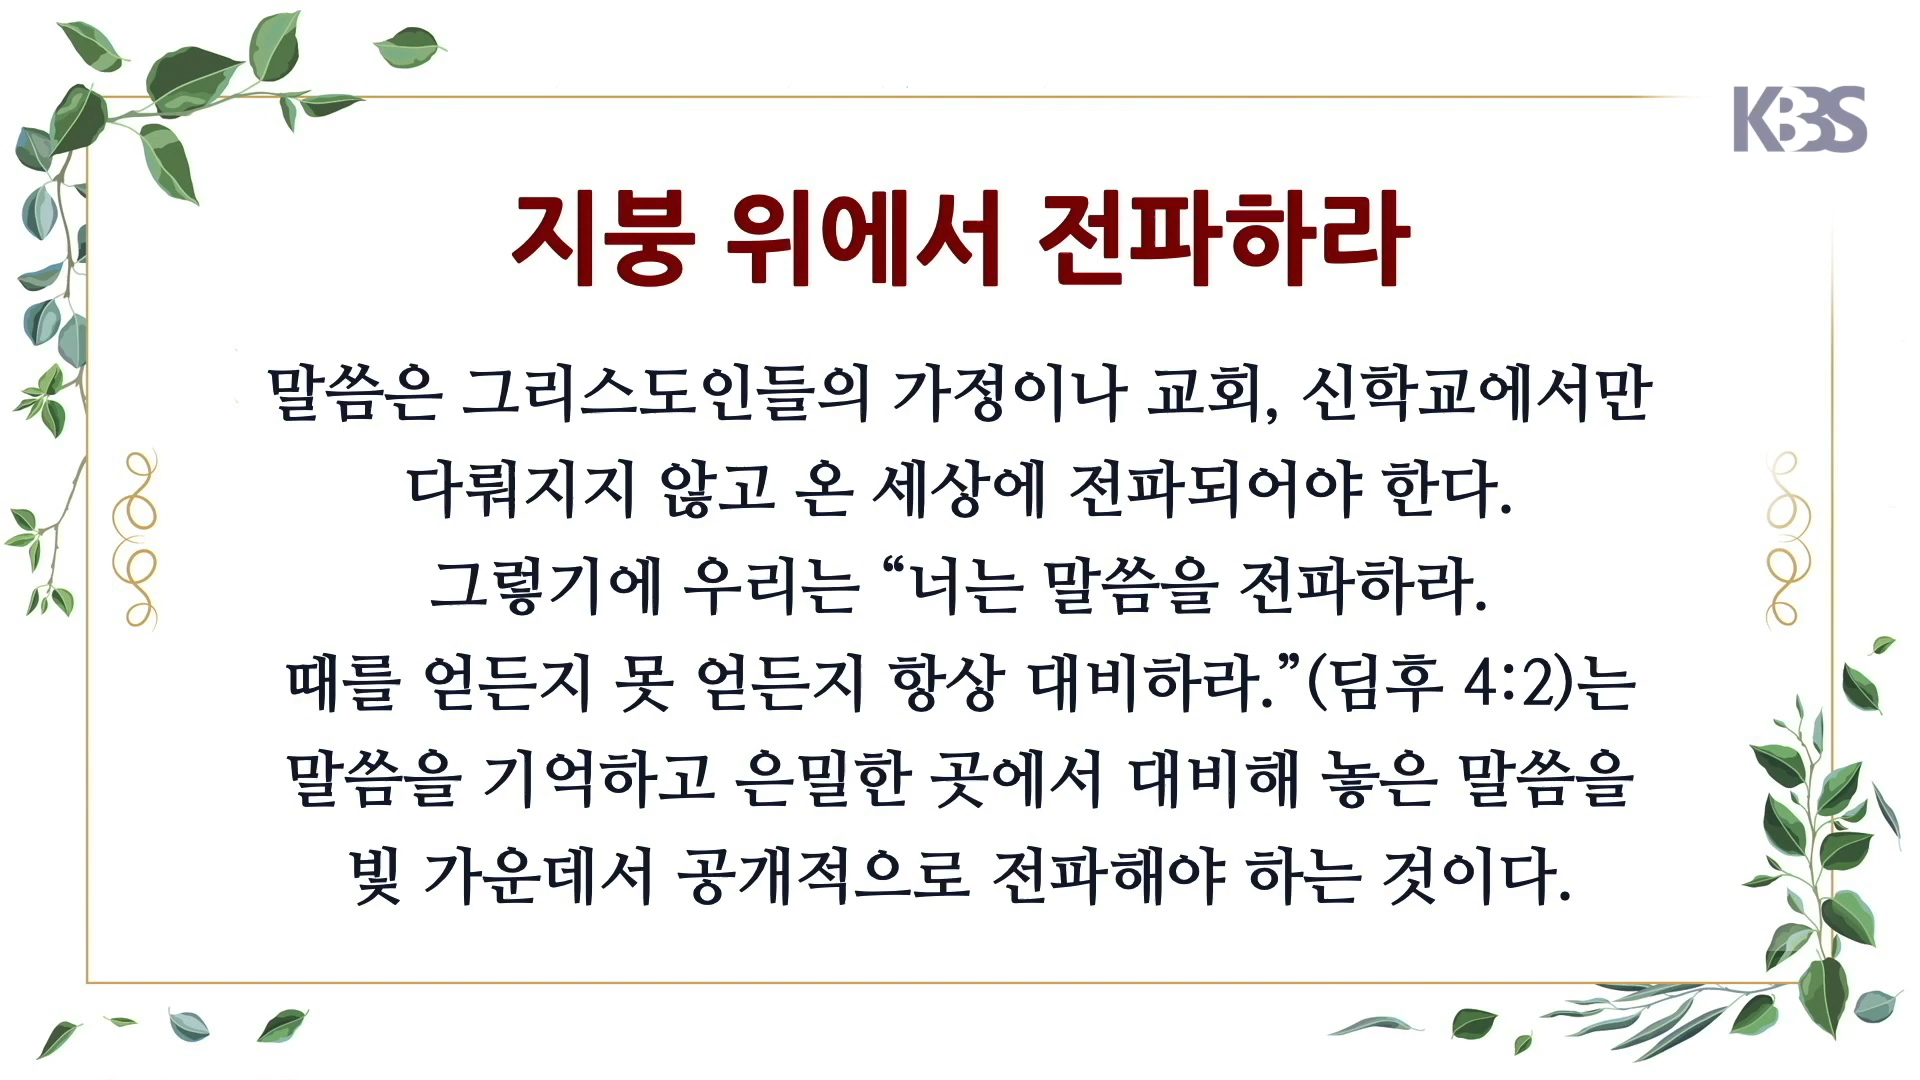 KBBS
지붕 위에서 전파하라
말씀은 그리스도인들의 가정이나 교회, 신학교에서만
다뤄지지 않고 온 세상에 전파되어야 한다.
그렇기에 우리는 “너는 말씀을 전파하라.
때를 얻든지 못 얻든지 항상 대비하라.”(딤후 4:2)는
말씀을 기억하고 은밀한 곳에서 대비해 놓은 말씀을
빛 가운데서 공개적으로 전파해야 하는 것이다.